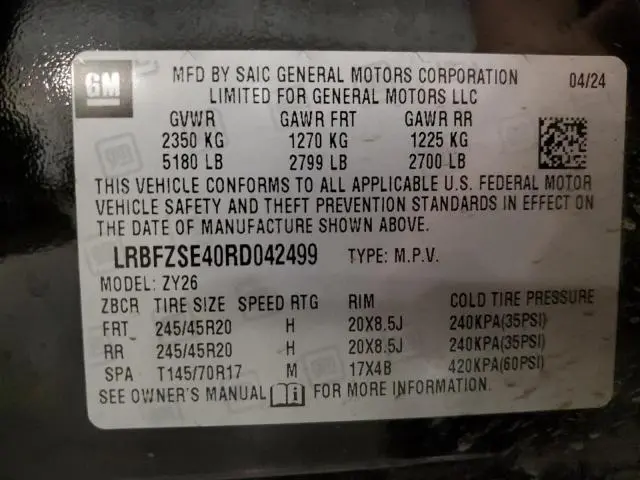 GM
MFD BY SAIC GENERAL MOTORS CORPORATION 04/24
LIMITED FOR GENERAL MOTORS LLC
GVWR GAWR FRT GAWR RR
2350 KG 1270 KG 1225 KG
5180 LB 2799 LB 2700 LB
THIS VEHICLE CONFORMS TO ALL APPLICABLE U.S. FEDERAL MOTOR
VEHICLE SAFETY AND THEFT PREVENTION STANDARDS IN EFFECT ON
THE DATE OF MANUFACTURE SHOWN ABOVE.
LRBFZSE40RD042499 TYPE: M.P.V.
MODEL: ZY26
ZBCR TIRE SIZE SPEED RTG RIM COLD TIRE PRESSURE
FRT 245/45R20 H 20X8.5J 240KPA(35PSI)
RR 245/45R20 H 20X8.5J 240KPA(35PSI)
SPA T145/70R17 M 17X4B 420KPA(60PSI)
SEE OWNER'S MANUAL FOR MORE INFORMATION.